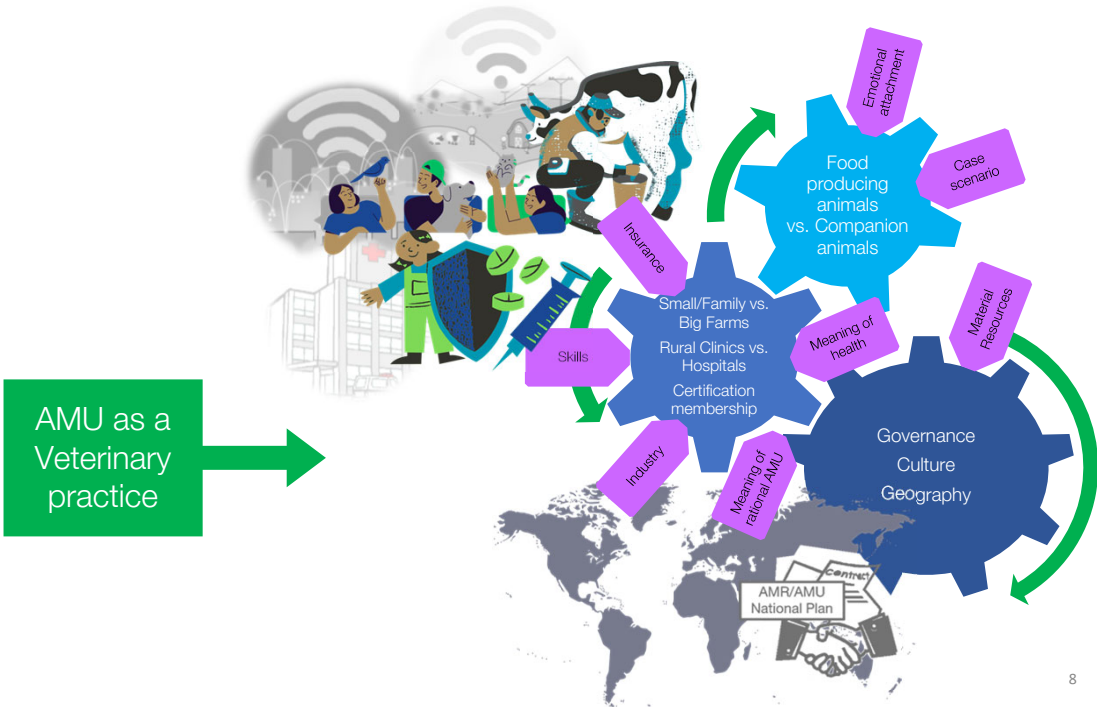 AMU as a
Veterinary
practice
Emotional
attachment
Case
scenario
Food
producing
animals
vs. Companion
animals
Insurance
Skills
Industry
Small/Family vs.
Big Farms
Rural Clinics vs.
Hospitals
Certification
membership
Meaning of
health
Meaning of
rational AMU
Material
Resources
Governance
Culture
Geography
contract
AMR/AMU
National Plan
8